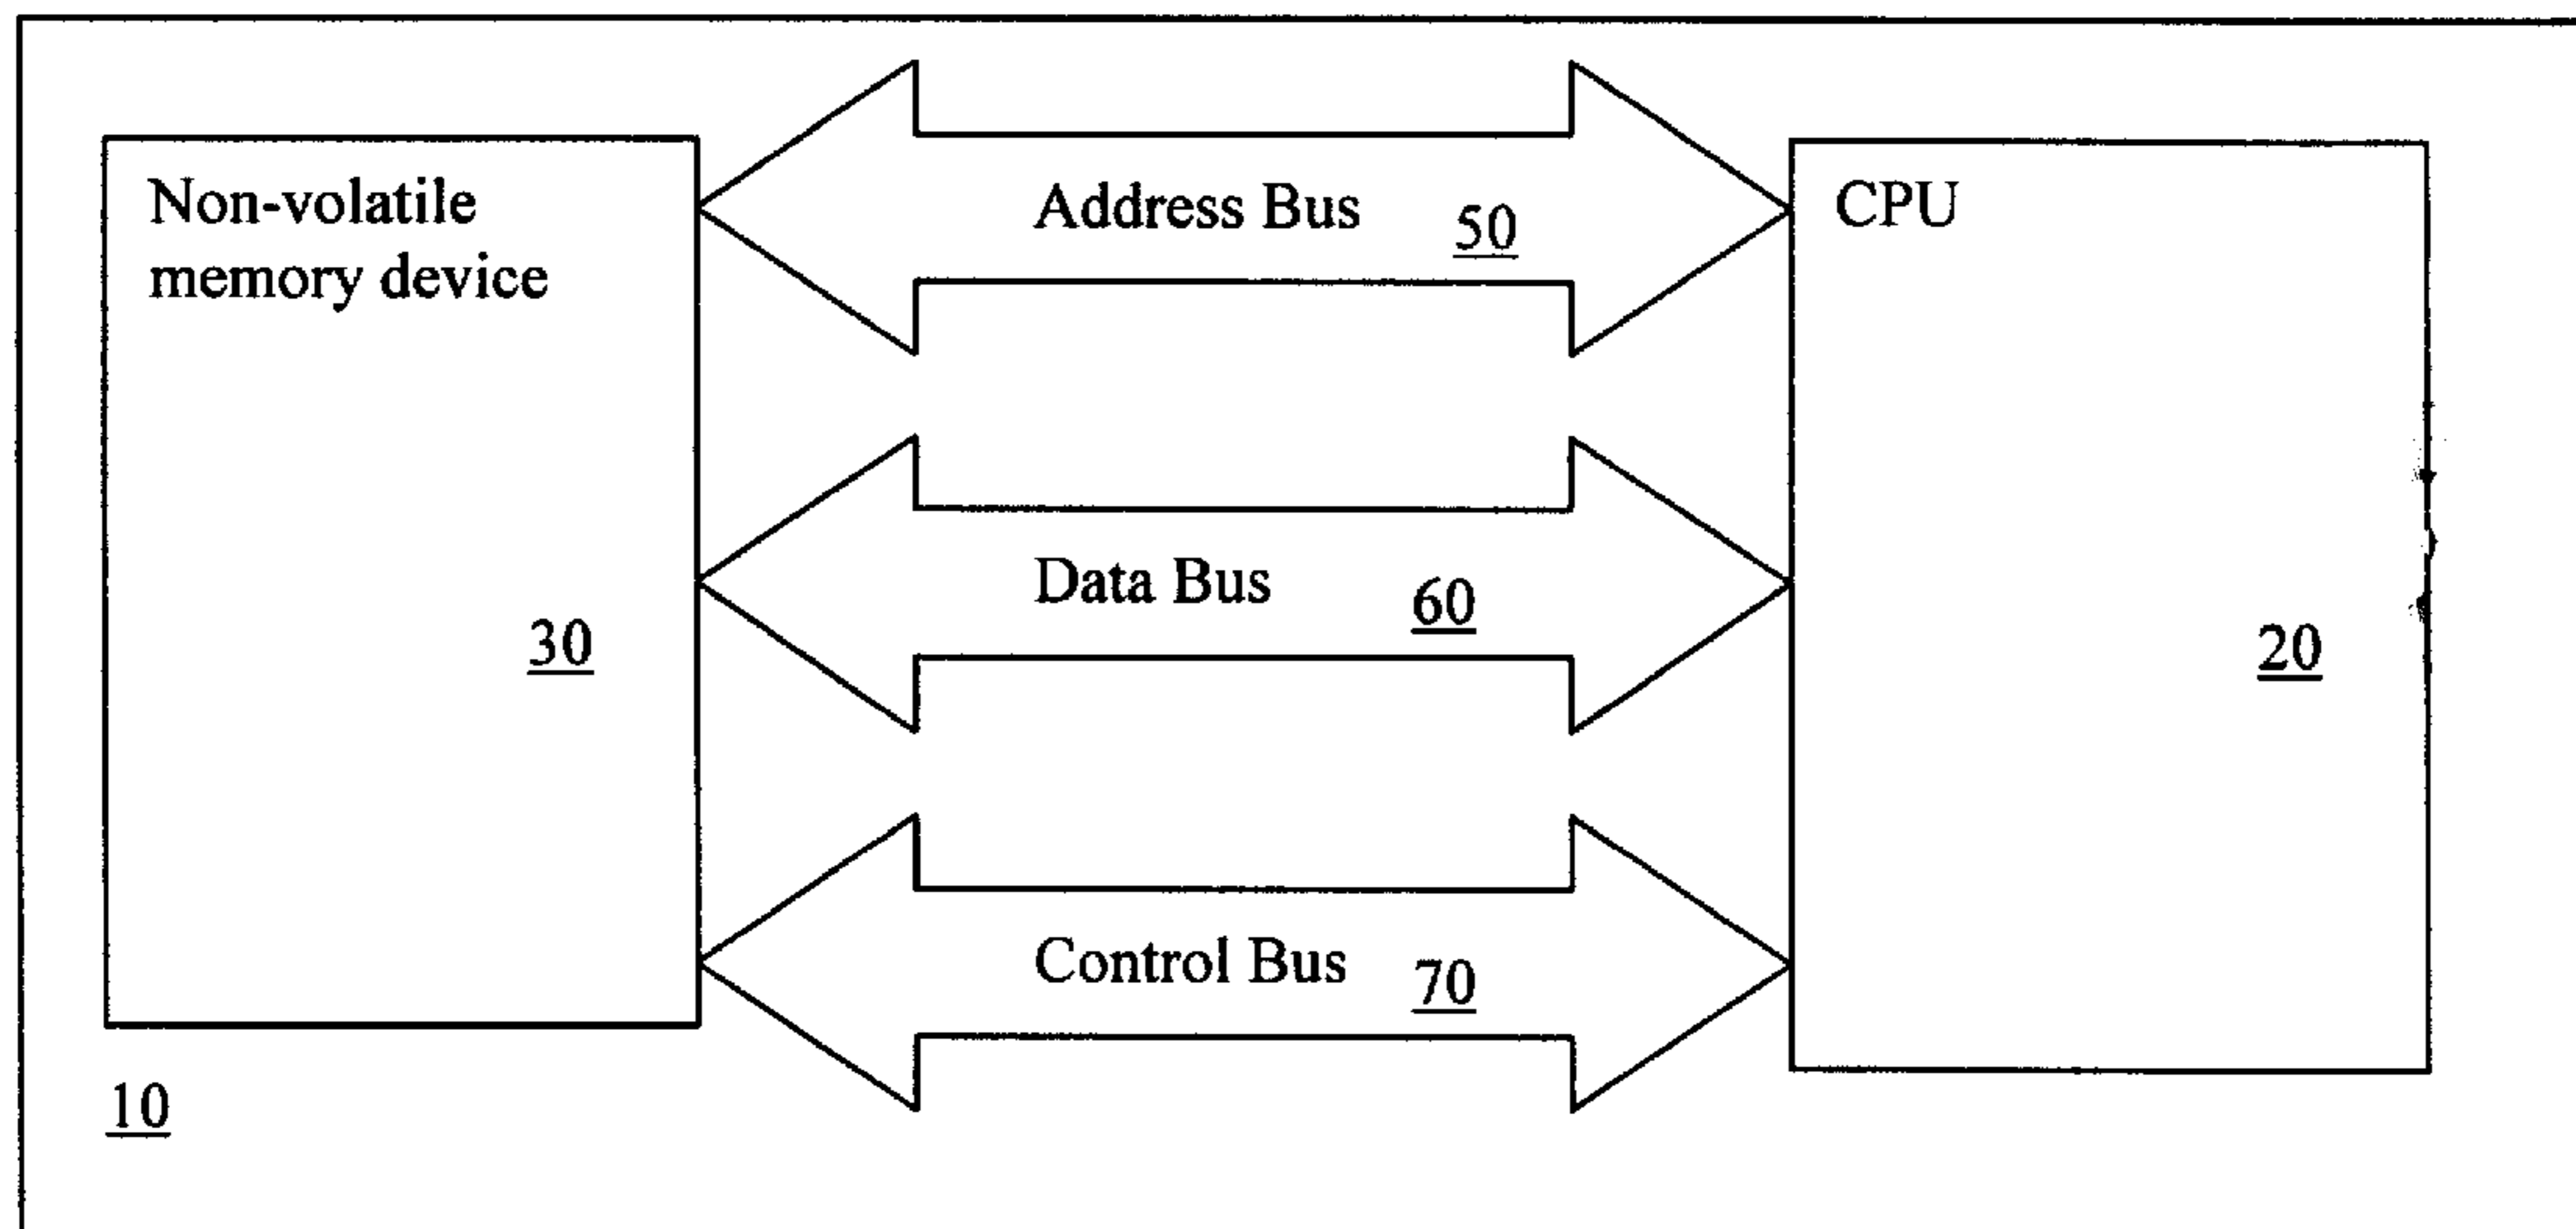 Non-volatile
memory device
30
Address Bus 50
Data Bus 60
Control Bus 70
CPU
20
10